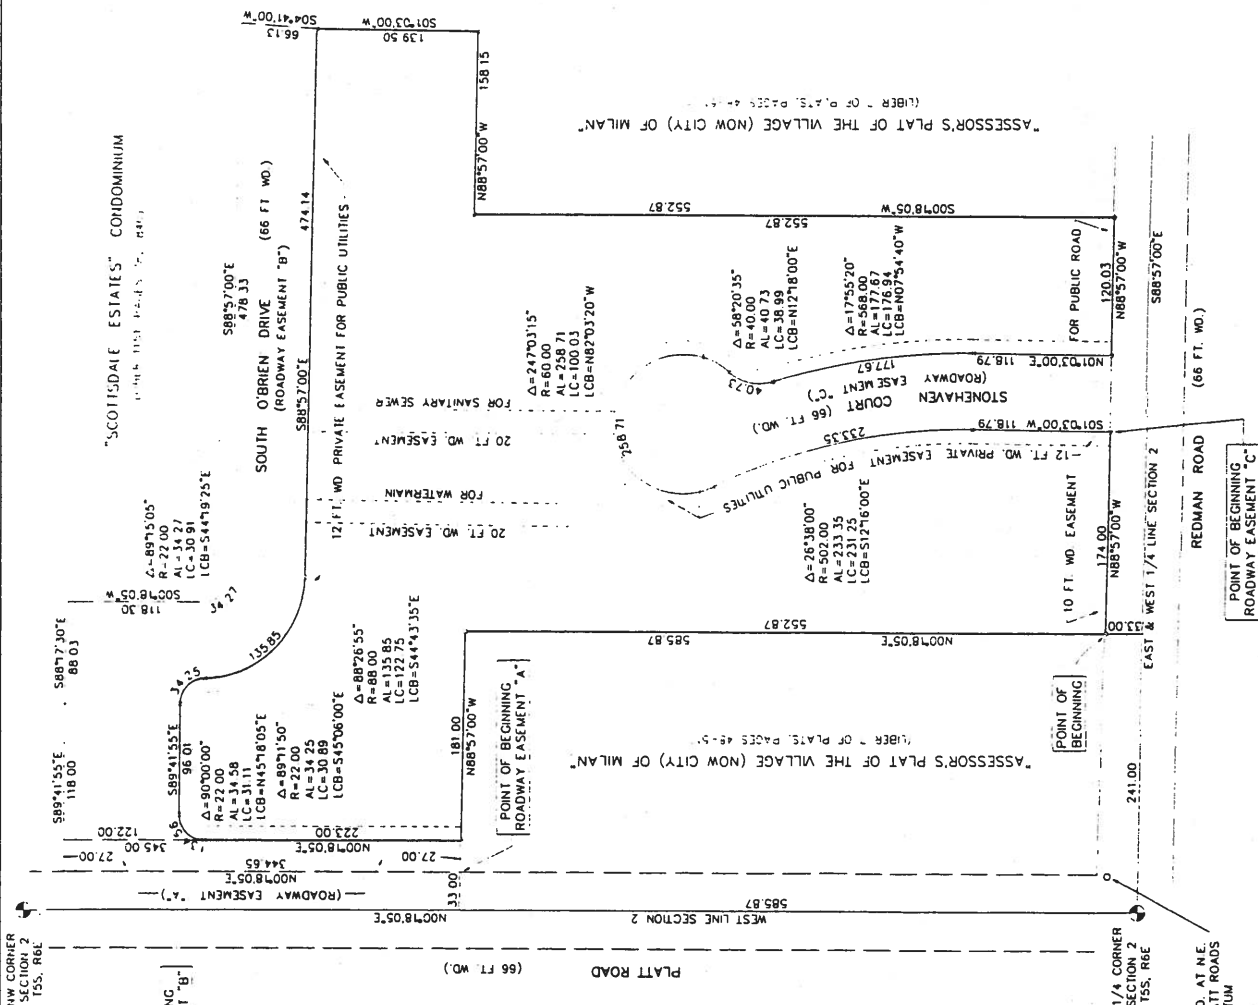 NW CORNER
SECTION 2
T5S, R6E
S04°41'00"W
66.13
S01°03'00"W
139.50
158.15
N88°57'00"W
"SCOTTSDALE ESTATES" CONDOMINIUM
"ASSESSOR'S PLAT OF THE VILLAGE (NOW CITY) OF MILAN"
S88°57'00"E
478.33
SOUTH O'BRIEN DRIVE (66 FT WD.)
(ROADWAY EASEMENT "B")
S88°57'00"E 474.14
12 FT. WD PRIVATE EASEMENT FOR PUBLIC UTILITIES
Δ=89°15'05"
R=22.00
AL=34.27
LC=30.91
LCB=S44°19'25"E
S00°18'05"W
118.30
34.27
S88°17'30"E
88.03
S89°41'55"E
118.00
S89°41'55"E
96.01
34.25
135.85
Δ=90°00'00"
R=22.00
AL=34.58
LC=31.11
LCB=N45°18'05"E
Δ=89°11'50"
R=22.00
AL=34.25
LC=30.89
LCB=S45°06'00"E
Δ=88°26'55"
R=88.00
AL=135.85
LC=122.75
LCB=S44°43'35"E
20 FT. WD. EASEMENT
FOR WATERMAIN
20 FT. WD. EASEMENT
FOR SANITARY SEWER
Δ=247°03'15"
R=60.00
AL=258.71
LC=100.03
LCB=N82°03'20"W
258.71
552.87
S00°18'05"W 552.87
Δ=58°20'35"
R=40.00
AL=40.73
LC=38.99
LCB=N12°18'00"E
Δ=17°55'20"
R=568.00
AL=177.67
LC=176.94
LCB=N07°54'40"W
40.73
177.67
N01°03'00"E 118.79
STONEHAVEN COURT (66 FT. WD.)
(ROADWAY EASEMENT "C")
233.35
S01°03'00"W 118.79
12 FT. WD. PRIVATE EASEMENT FOR PUBLIC UTILITIES
Δ=26°38'00"
R=502.00
AL=233.35
LC=231.25
LCB=S12°16'00"E
10 FT. WD. EASEMENT
FOR PUBLIC ROAD
120.03
N88°57'00"W
174.00
N88°57'00"W
S88°57'00"E
EAST & WEST 1/4 LINE SECTION 2
REDMAN ROAD (66 FT. WD.)
POINT OF BEGINNING
ROADWAY EASEMENT "C"
33.00
552.87
585.87
N00°18'05"E
181.00
N88°57'00"W
POINT OF BEGINNING
ROADWAY EASEMENT "A"
POINT OF
BEGINNING
"ASSESSOR'S PLAT OF THE VILLAGE (NOW CITY) OF MILAN"
241.00
122.00
345.00
223.00
N00°18'05"E
27.00
27.00
344.65
N00°18'05"E
(ROADWAY EASEMENT "A")
33.00
N00°18'05"E
585.87
WEST LINE SECTION 2
PLATT ROAD (66 FT. WD.)
1/4 CORNER
SECTION 2
T5S, R6E
AT N.E.
ROADS